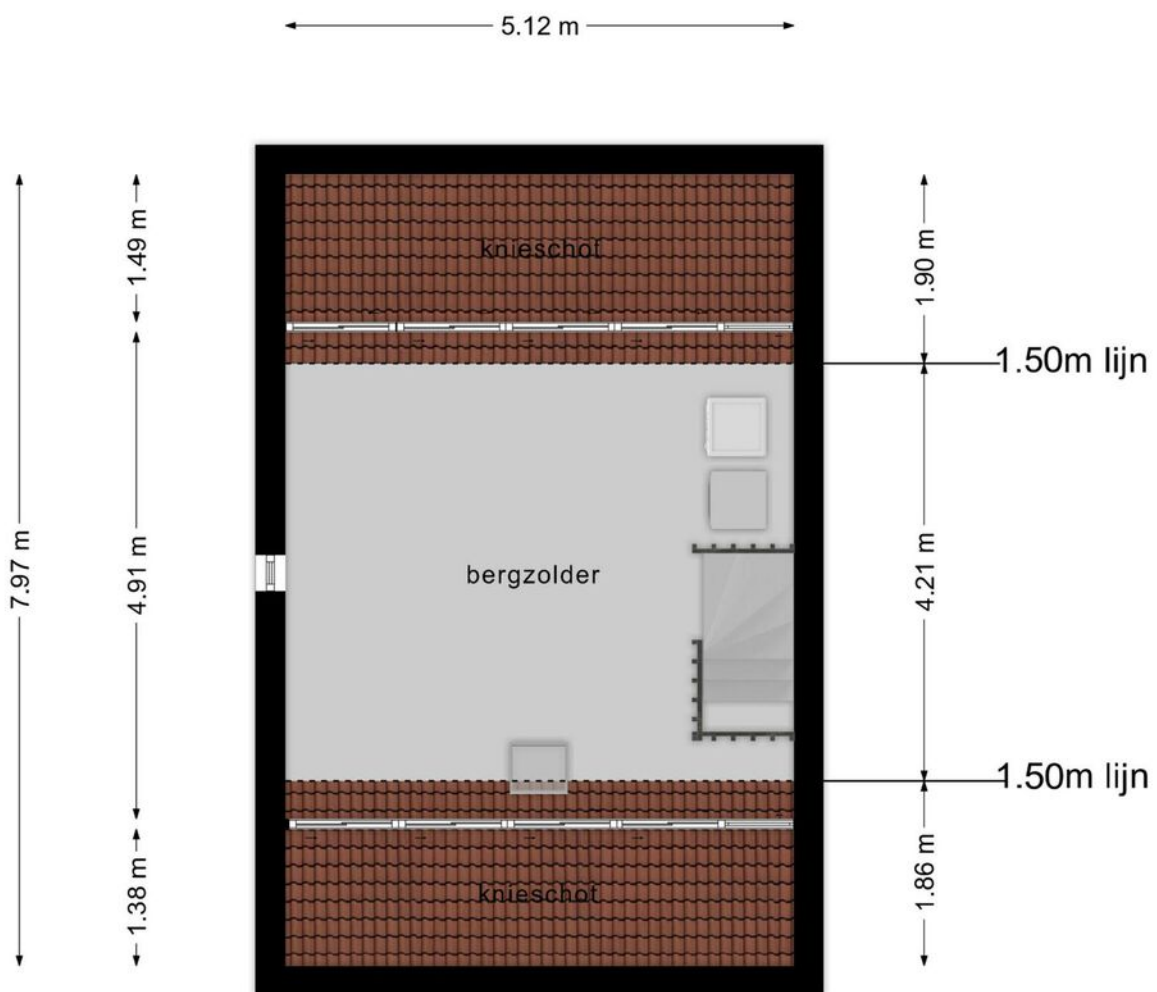 5.12 m
knieschot
1.49 m
1.90 m
1.50m lijn
bergzolder
7.97 m
4.91 m
4.21 m
1.50m lijn
knieschot
1.38 m
1.86 m